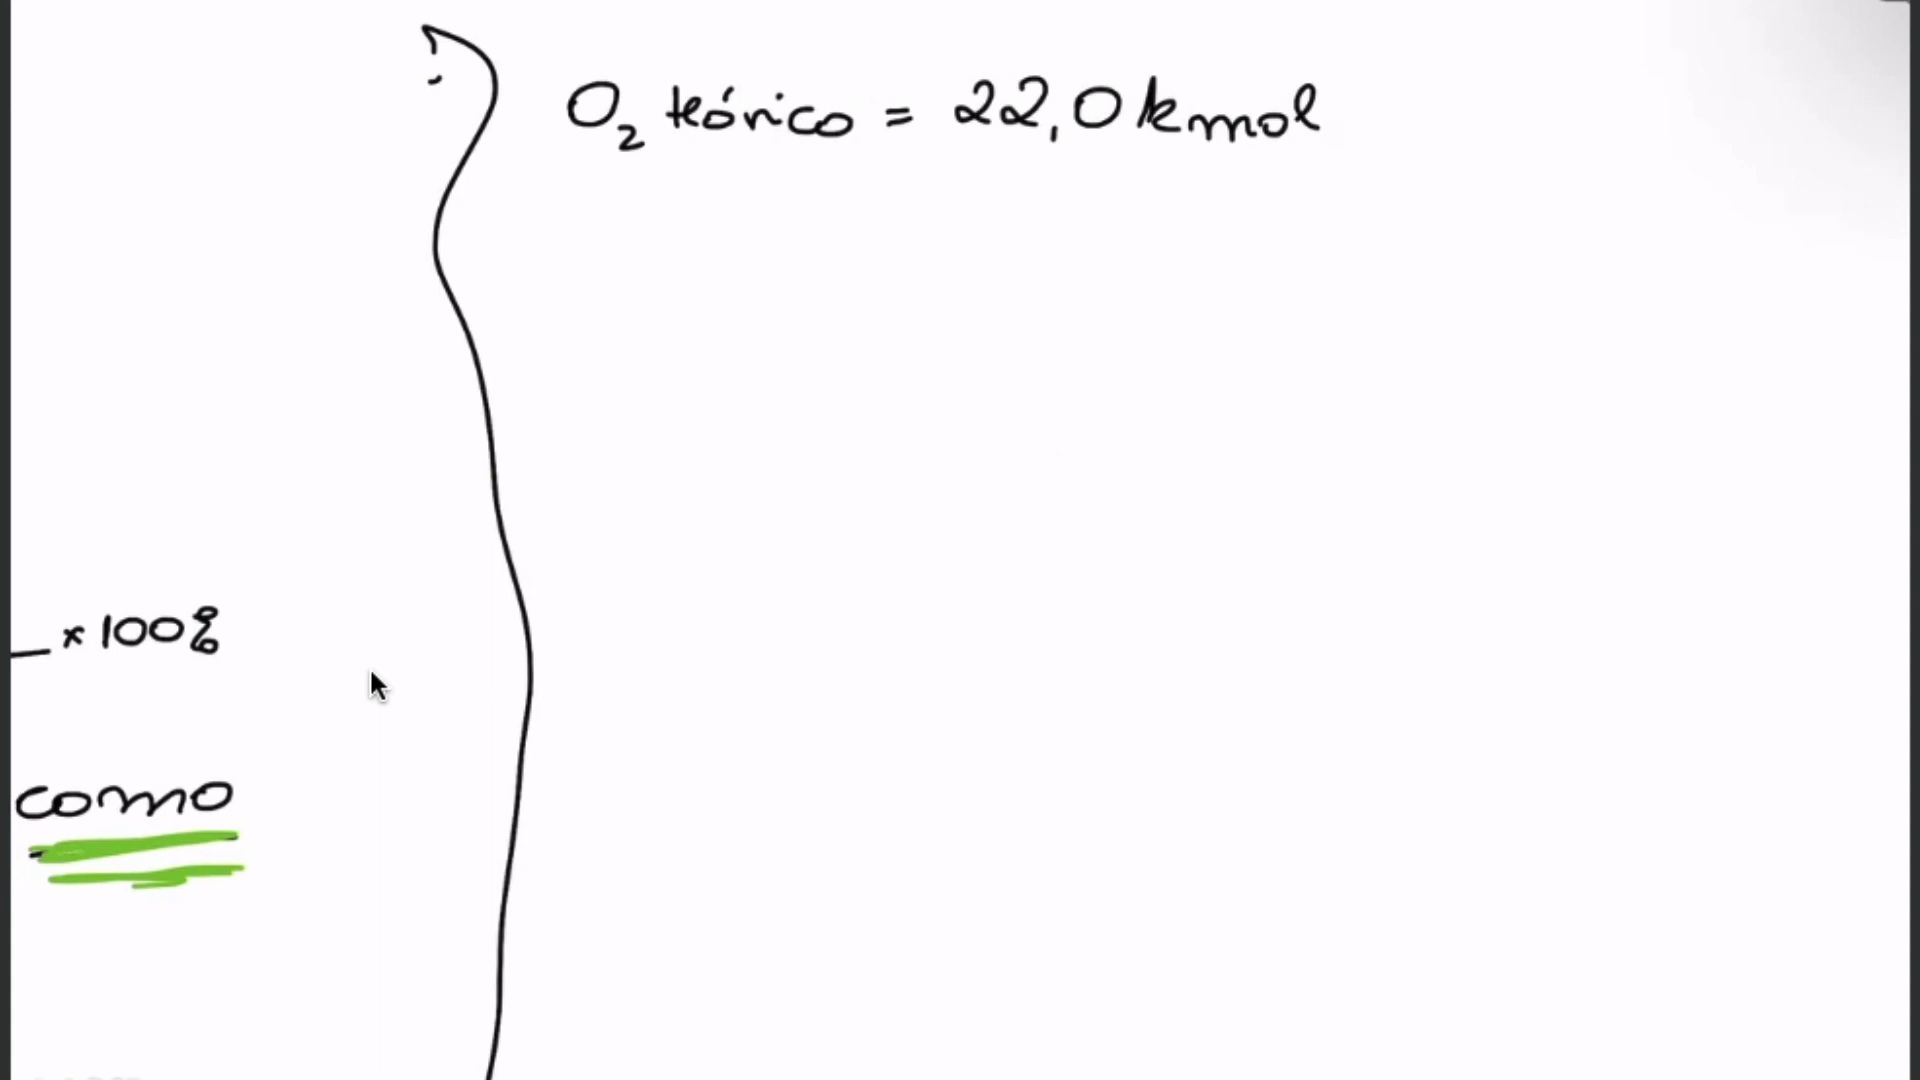 O₂ teórico = 22,0 kmol
× 100%
como